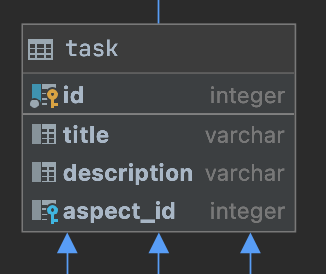 task
id integer
title varchar
description varchar
aspect_id integer